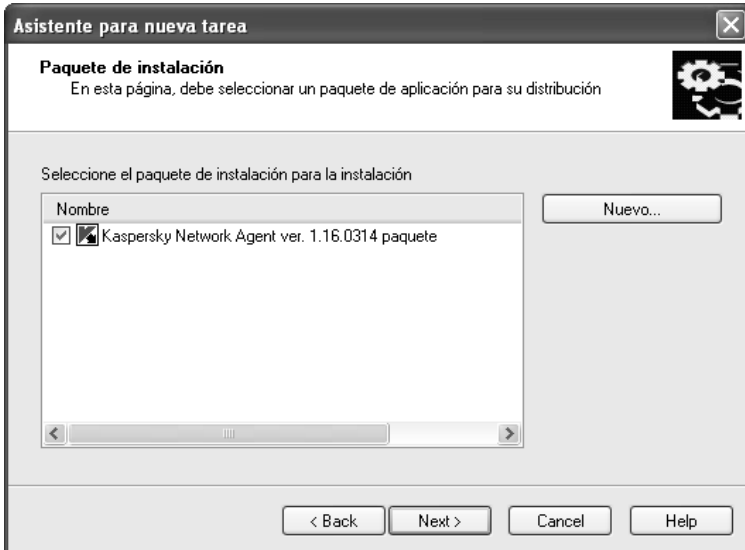 Asistente para nueva tarea
Paquete de instalación
En esta página, debe seleccionar un paquete de aplicación para su distribución
Seleccione el paquete de instalación para la instalación
Nombre
Nuevo...
Kaspersky Network Agent ver. 1.16.0314 paquete
< Back
Next >
Cancel
Help